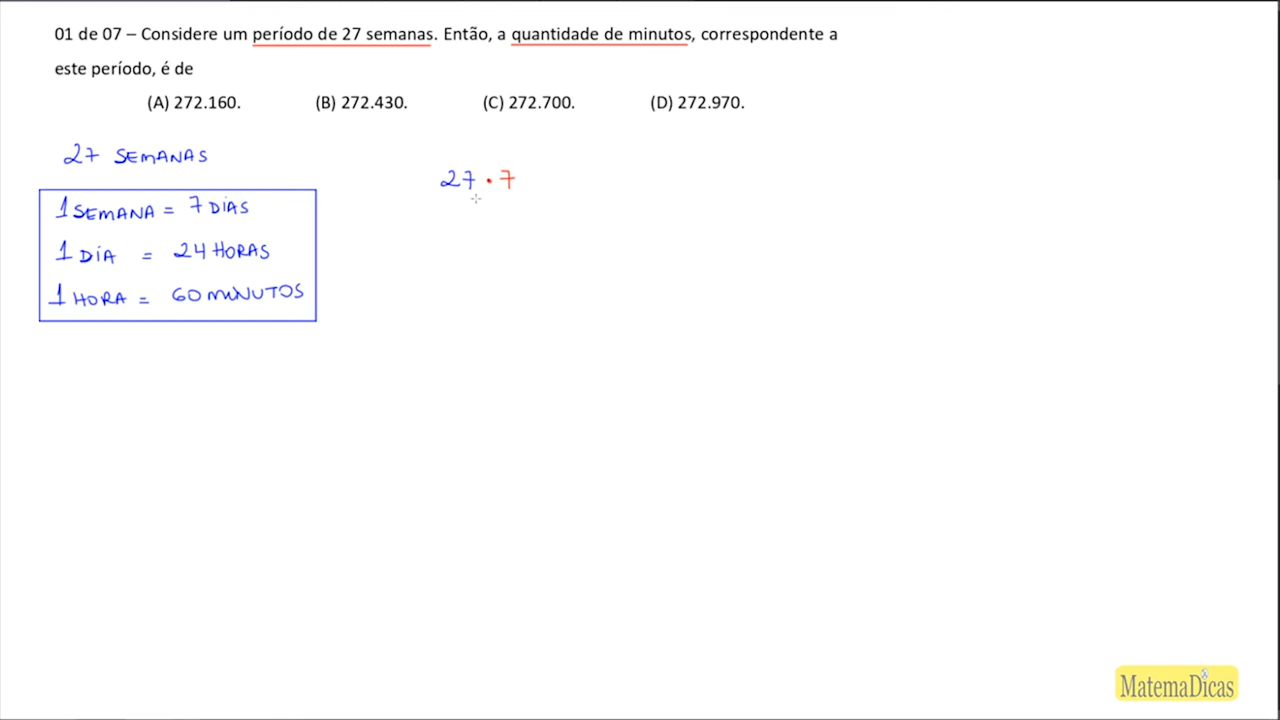 01 de 07 – Considere um período de 27 semanas. Então, a quantidade de minutos, correspondente a
este período, é de
(A) 272.160. (B) 272.430. (C) 272.700. (D) 272.970.
27 SEMANAS
27 • 7
1 SEMANA = 7 DIAS
1 DIA = 24 HORAS
1 HORA = 60 MINUTOS
MatemaDicas